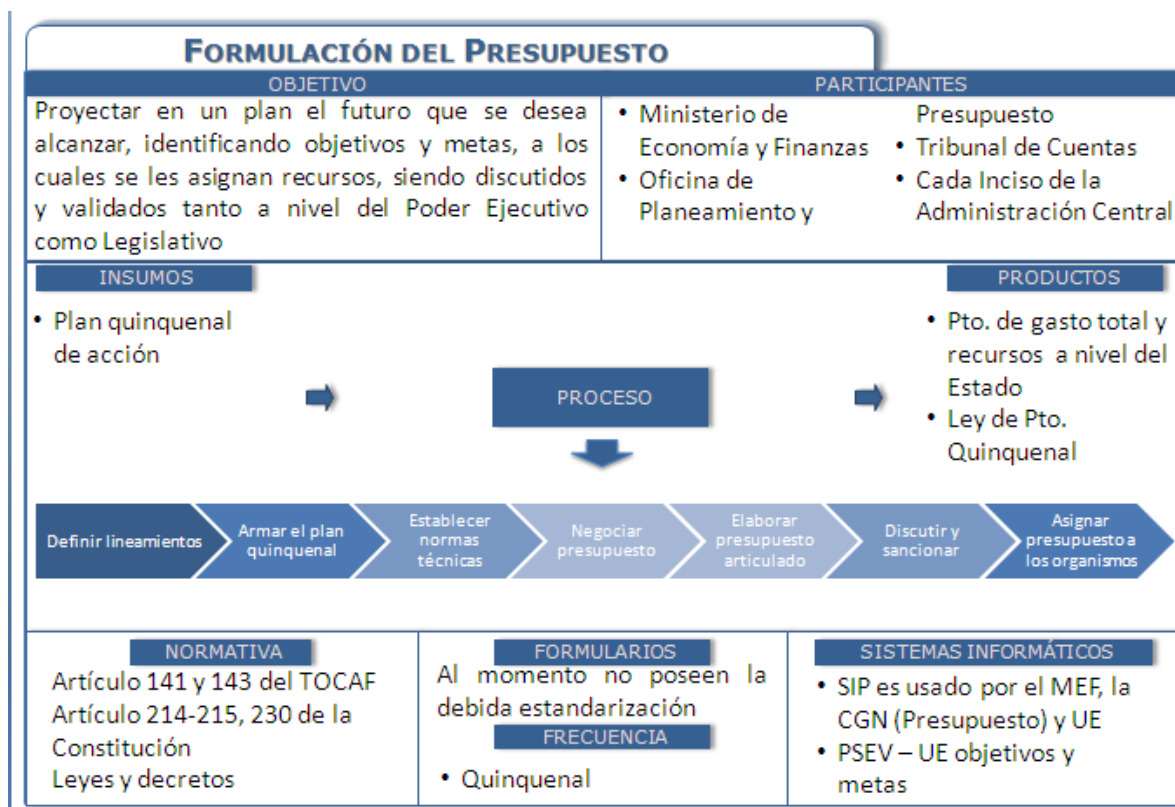 FORMULACIÓN DEL PRESUPUESTO
OBJETIVO
Proyectar en un plan el futuro que se desea
alcanzar, identificando objetivos y metas, a los
cuales se les asignan recursos, siendo discutidos
y validados tanto a nivel del Poder Ejecutivo
como Legislativo
PARTICIPANTES
• Ministerio de
Economía y Finanzas
• Oficina de
Planeamiento y
Presupuesto
• Tribunal de Cuentas
• Cada Inciso de la
Administración Central
INSUMOS
• Plan quinquenal
de acción
PROCESO
PRODUCTOS
• Pto. de gasto total y
recursos a nivel del
Estado
• Ley de Pto.
Quinquenal
Definir lineamientos
Armar el plan
quinquenal
Establecer
normas
técnicas
Negociar
presupuesto
Elaborar
presupuesto
articulado
Discutir y
sancionar
Asignar
presupuesto a
los organismos
NORMATIVA
Artículo 141 y 143 del TOCAF
Artículo 214-215, 230 de la
Constitución
Leyes y decretos
FORMULARIOS
Al momento no poseen la
debida estandarización
FRECUENCIA
• Quinquenal
SISTEMAS INFORMÁTICOS
• SIP es usado por el MEF, la
CGN (Presupuesto) y UE
• PSEV – UE objetivos y
metas